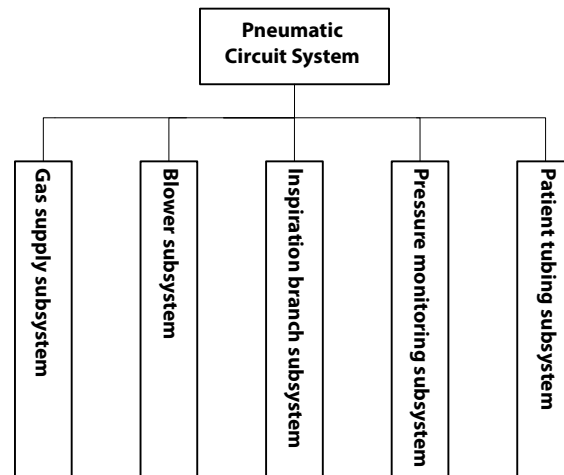 Pneumatic
Circuit System
Gas supply subsystem
Blower subsystem
Inspiration branch subsystem
Pressure monitoring subsystem
Patient tubing subsystem